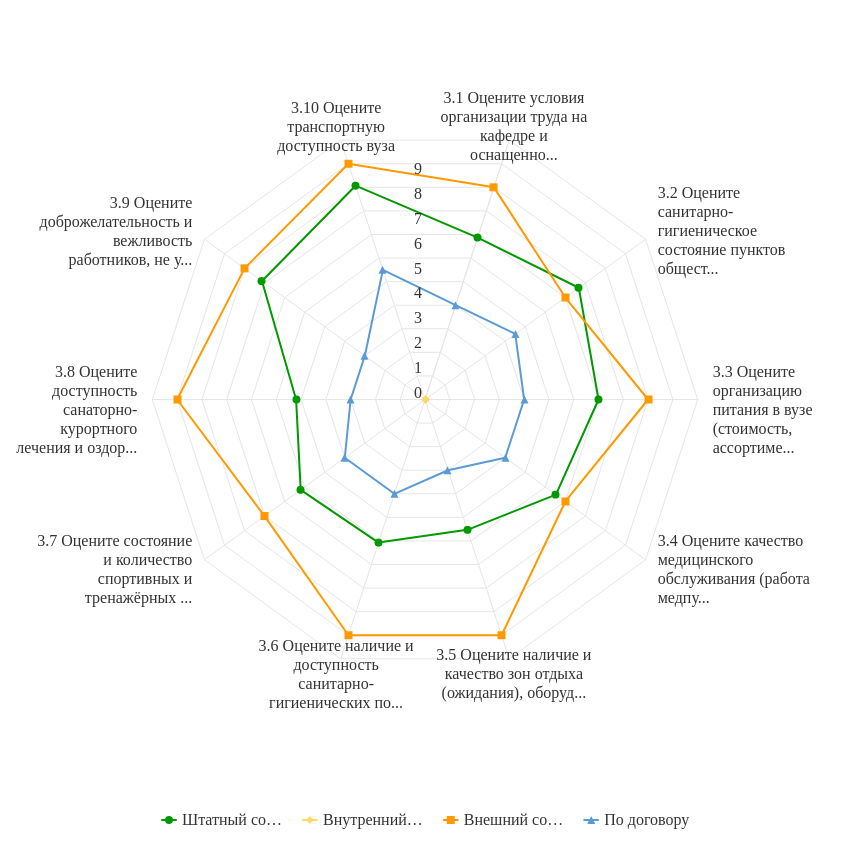 3.10 Оцените
транспортную
доступность вуза
3.1 Оцените условия
организации труда на
кафедре и
оснащенно...
3.2 Оцените
санитарно-
гигиеническое
состояние пунктов
общест...
3.3 Оцените
организацию
питания в вузе
(стоимость,
ассортиме...
3.4 Оцените качество
медицинского
обслуживания (работа
медпу...
3.5 Оцените наличие и
качество зон отдыха
(ожидания), оборуд...
3.6 Оцените наличие и
доступность
санитарно-
гигиенических по...
3.7 Оцените состояние
и количество
спортивных и
тренажёрных ...
3.8 Оцените
доступность
санаторно-
курортного
лечения и оздор...
3.9 Оцените
доброжелательность и
вежливость
работников, не у...
9
8
7
6
5
4
3
2
1
0
Штатный со…
Внутренний…
Внешний со…
По договору